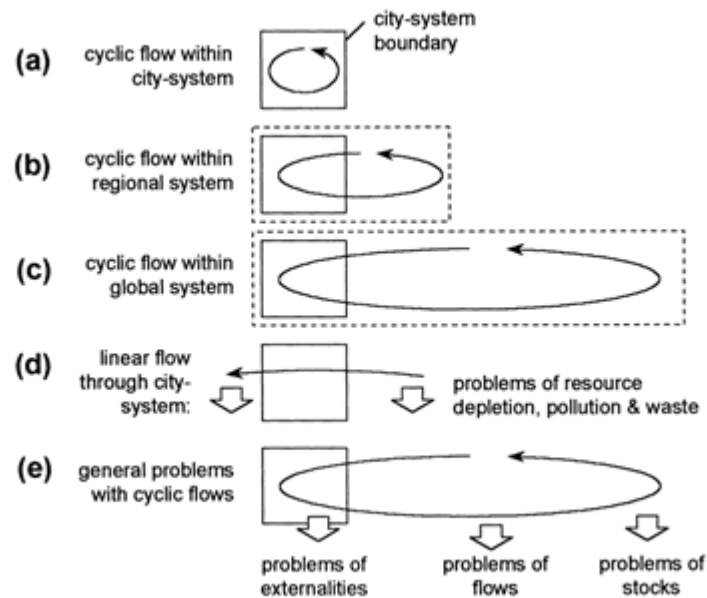 city-system
boundary
(a)
cyclic flow within
city-system
(b)
cyclic flow within
regional system
(c)
cyclic flow within
global system
(d)
linear flow
through city-
system:
problems of resource
depletion, pollution & waste
(e)
general problems
with cyclic flows
problems of
externalities
problems of
flows
problems of
stocks